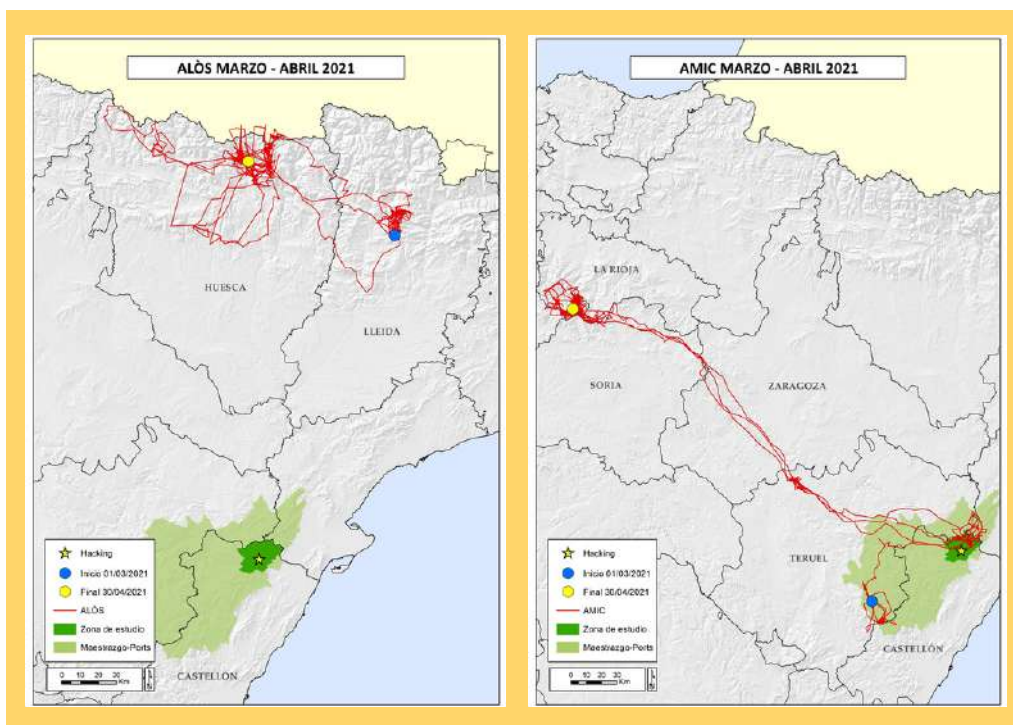 ALÒS MARZO - ABRIL 2021
HUESCA
LLEIDA
Hacking
Inicio 01/03/2021
Final 30/04/2021
ALÒS
Zona de estudio
Maestrazgo-Ports
CASTELLÓN
0 10 20 30
Km
AMIC MARZO - ABRIL 2021
LA RIOJA
SORIA
ZARAGOZA
TERUEL
Hacking
Inicio 01/03/2021
Final 30/04/2021
AMIC
Zona de estudio
Maestrazgo-Ports
CASTELLÓN
0 10 20 30
Km